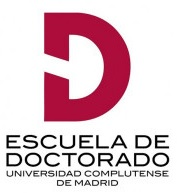 D
ESCUELA DE
DOCTORADO
UNIVERSIDAD COMPLUTENSE
DE MADRID